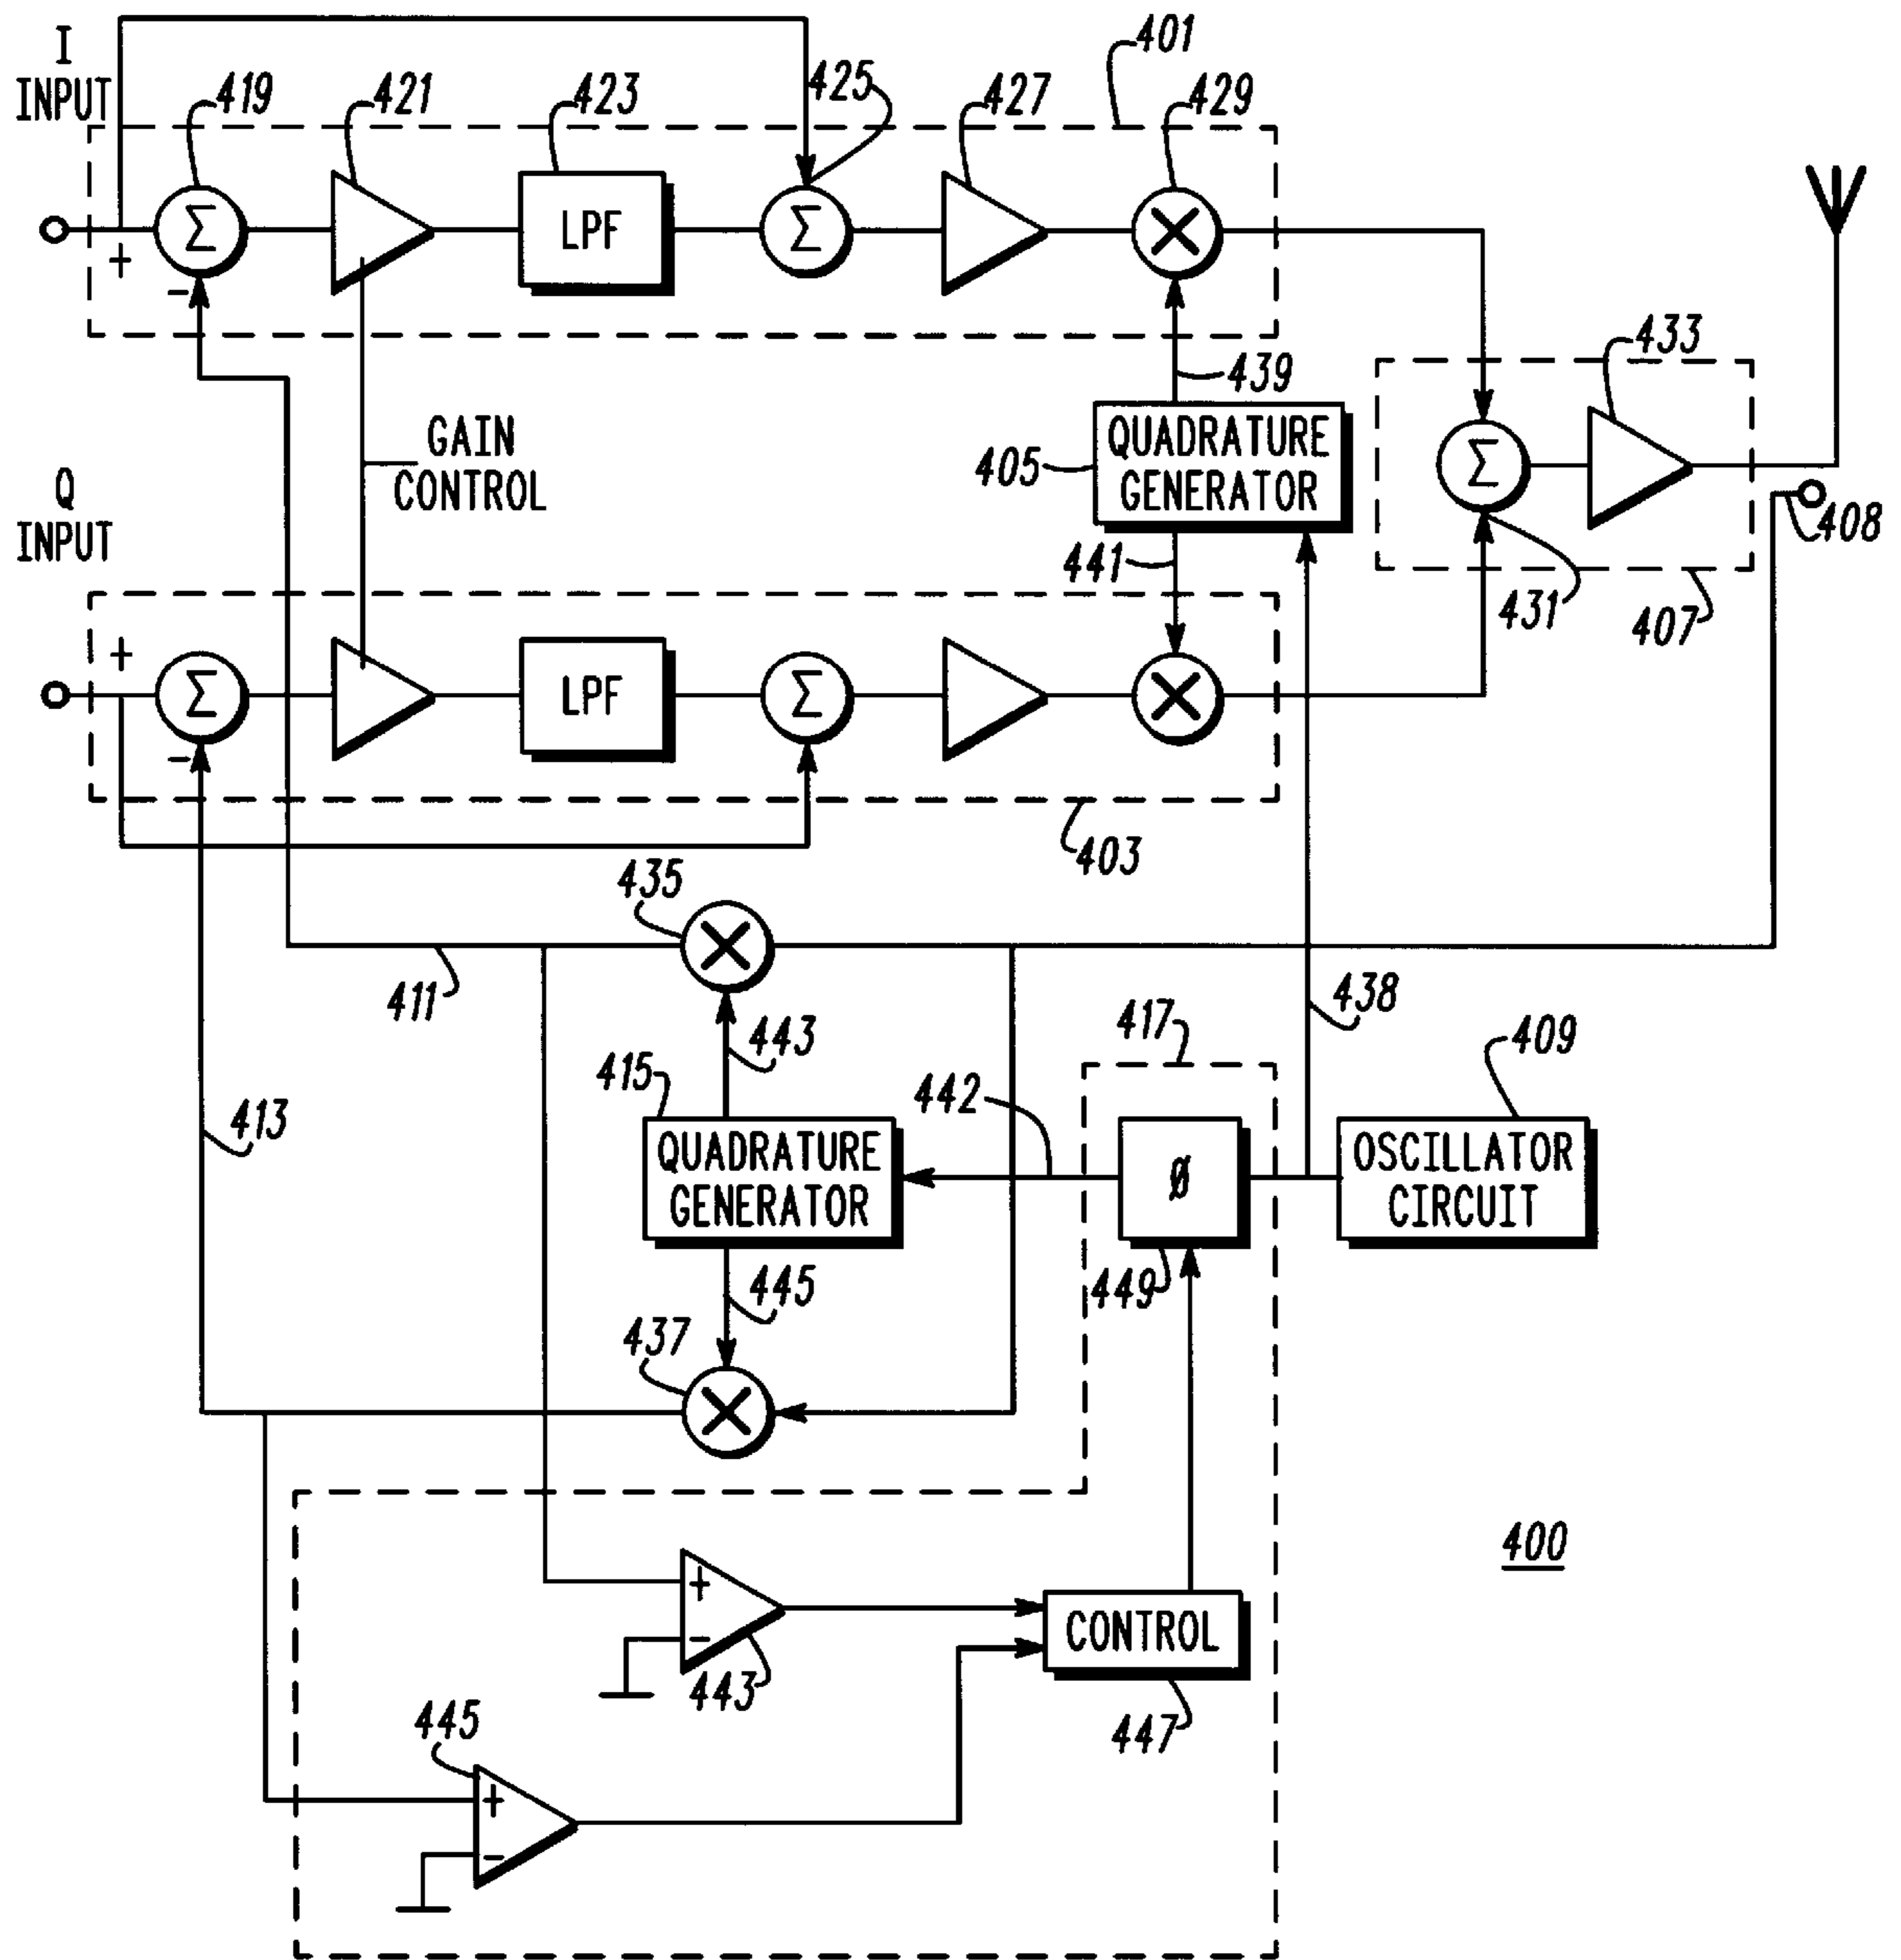 I
INPUT
419
421
423
425
427
429
401
+
Σ
-
LPF
Σ
GAIN
CONTROL
439
433
405
QUADRATURE
GENERATOR
Σ
408
Q
INPUT
441
431
407
+
Σ
-
LPF
Σ
403
435
411
438
443
417
409
415
442
413
QUADRATURE
GENERATOR
Ø
OSCILLATOR
CIRCUIT
445
449
437
400
+
-
443
CONTROL
447
445
+
-